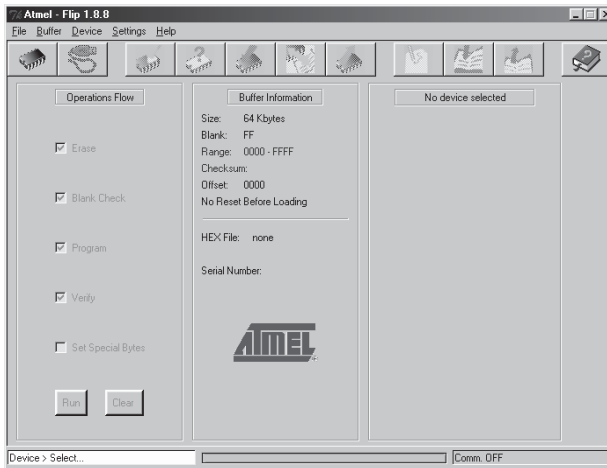 Atmel - Flip 1.8.8
File Buffer Device Settings Help
Operations Flow
Erase
Blank Check
Program
Verify
Set Special Bytes
Run Clear
Buffer Information
Size: 64 Kbytes
Blank: FF
Range: 0000 - FFFF
Checksum:
Offset: 0000
No Reset Before Loading
HEX File: none
Serial Number:
ATMEL
No device selected
Device > Select...
Comm. OFF